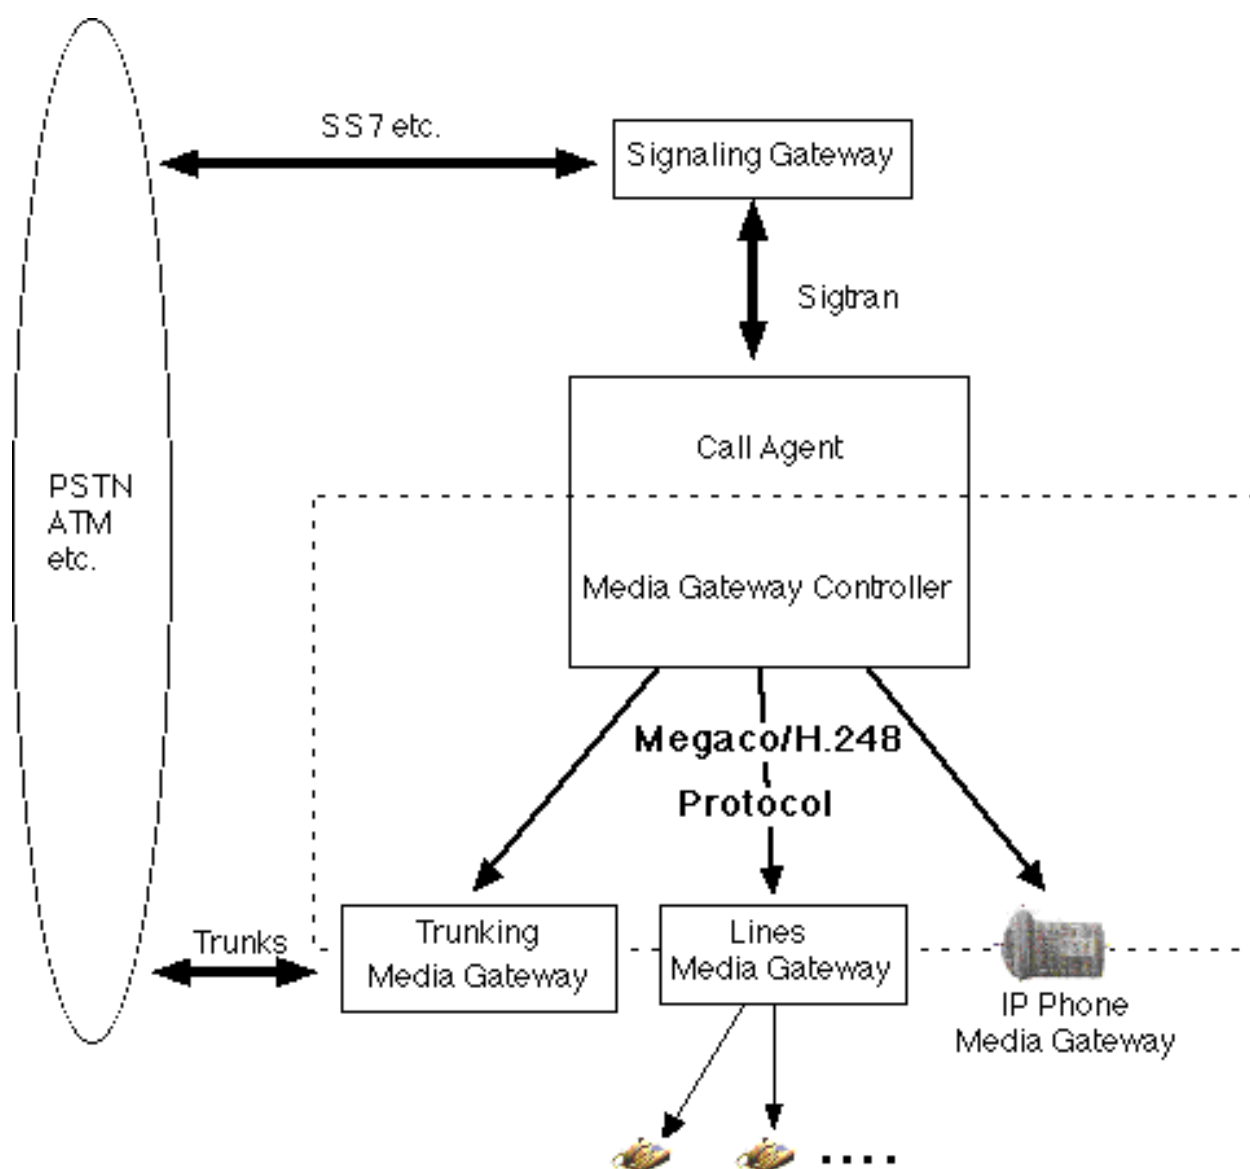 SS7 etc.
Signaling Gateway
Sigtran
Call Agent
PSTN
ATM
etc.
Media Gateway Controller
Megaco/H.248
Protocol
Trunks
Trunking
Media Gateway
Lines
Media Gateway
IP Phone
Media Gateway